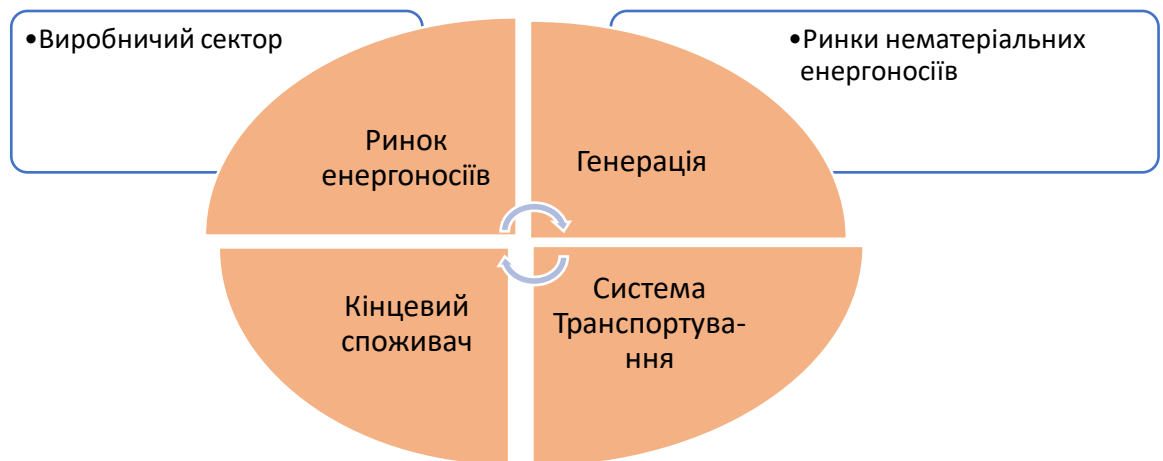 •Виробничий сектор
•Ринки нематеріальних
енергоносіїв
Ринок
енергоносіїв
Генерація
Кінцевий
споживач
Система
Транспортува-
ння